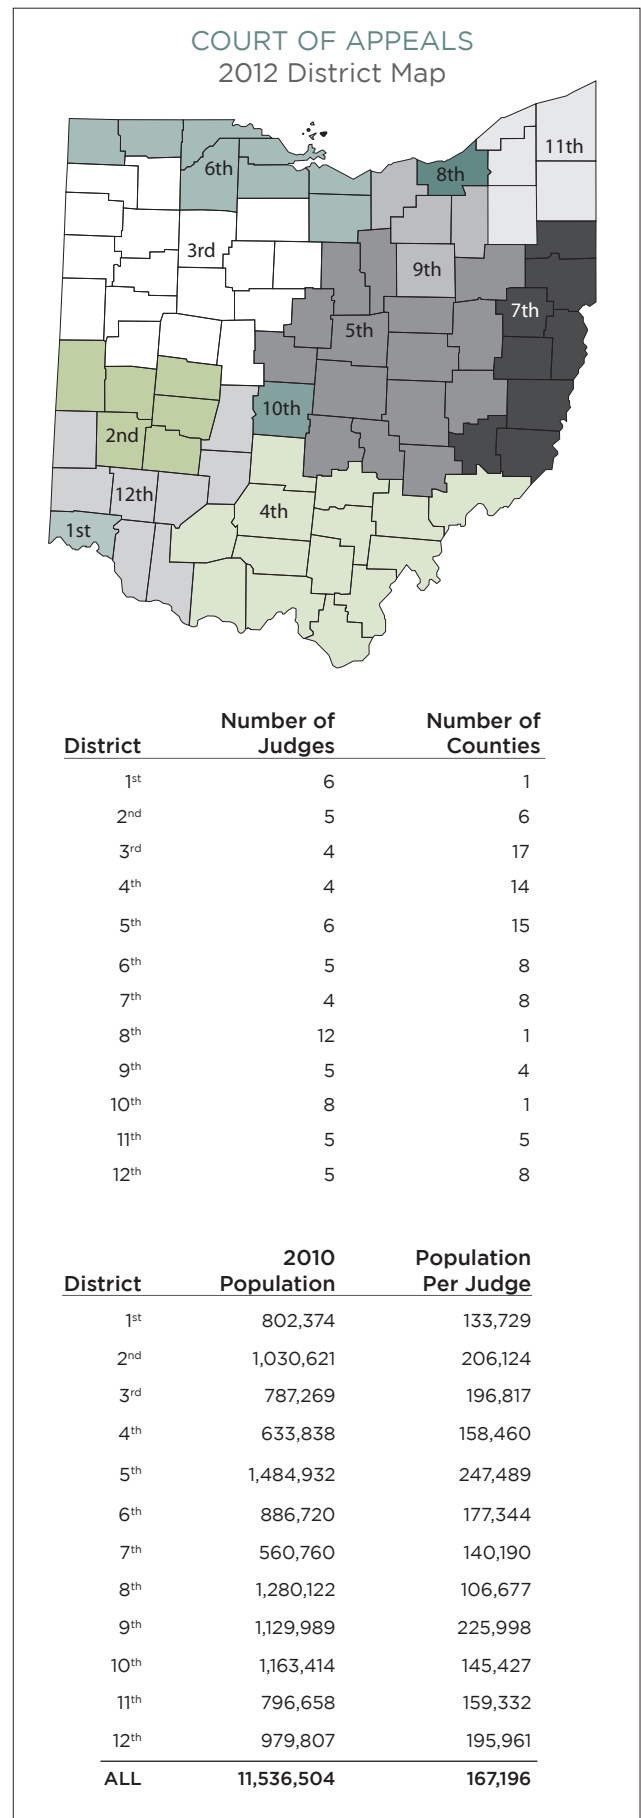 COURT OF APPEALS
2012 District Map
11th
6th
8th
3rd
9th
7th
5th
10th
2nd
12th
4th
1st
District Number of Judges Number of Counties
1st 6 1
2nd 5 6
3rd 4 17
4th 4 14
5th 6 15
6th 5 8
7th 4 8
8th 12 1
9th 5 4
10th 8 1
11th 5 5
12th 5 8
District 2010 Population Population Per Judge
1st 802,374 133,729
2nd 1,030,621 206,124
3rd 787,269 196,817
4th 633,838 158,460
5th 1,484,932 247,489
6th 886,720 177,344
7th 560,760 140,190
8th 1,280,122 106,677
9th 1,129,989 225,998
10th 1,163,414 145,427
11th 796,658 159,332
12th 979,807 195,961
ALL 11,536,504 167,196